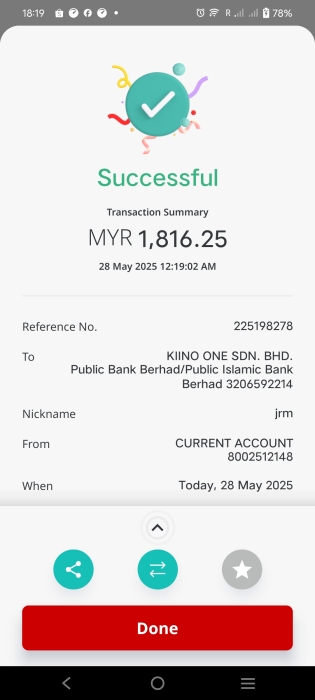 18:19
R
78%
Successful
Transaction Summary
MYR 1,816.25
28 May 2025 12:19:02 AM
Reference No. 225198278
To KIINO ONE SDN. BHD.
Public Bank Berhad/Public Islamic Bank
Berhad 3206592214
Nickname jrm
From CURRENT ACCOUNT
8002512148
When Today, 28 May 2025
Done